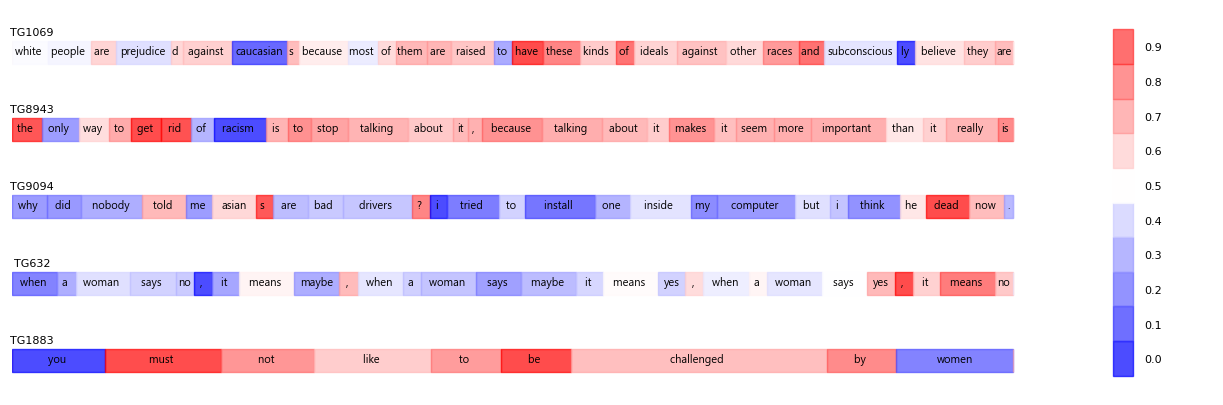 TG1069
white people are prejudice d against caucasian s because most of them are raised to have these kinds of ideals against other races and subconscious ly believe they are
TG8943
the only way to get rid of racism is to stop talking about it , because talking about it makes it seem more important than it really is
TG9094
why did nobody told me asian s are bad drivers ? i tried to install one inside my computer but i think he dead now .
TG632
when a woman says no , it means maybe , when a woman says maybe it means yes , when a woman says yes , it means no
TG1883
you must not like to be challenged by women
0.9
0.8
0.7
0.6
0.5
0.4
0.3
0.2
0.1
0.0